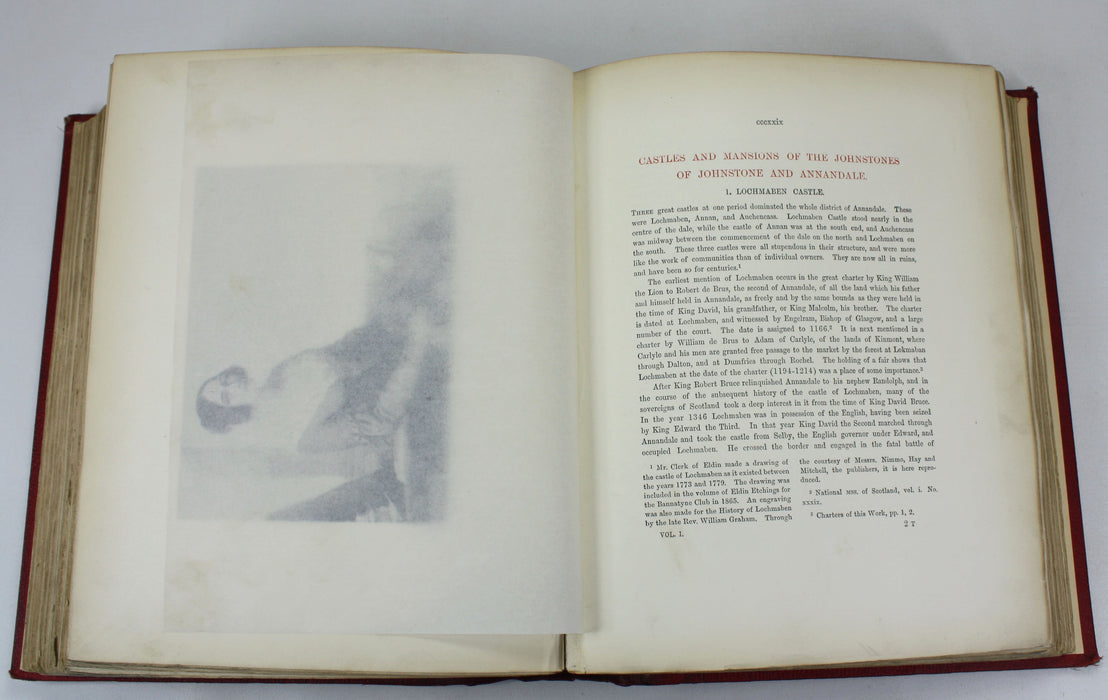 cccxxix
CASTLES AND MANSIONS OF THE JOHNSTONES
OF JOHNSTONE AND ANNANDALE.
1. LOCHMABEN CASTLE.
THREE great castles at one period dominated the whole district of Annandale. These
were Lochmaben, Annan, and Auchencass. Lochmaben Castle stood nearly in the
centre of the dale, while the castle of Annan was at the south end, and Auchencass
was midway between the commencement of the dale on the north and Lochmaben on
the south. These three castles were all stupendous in their structure, and were more
like the work of communities than of individual owners. They are now all in ruins,
and have been so for centuries.¹
The earliest mention of Lochmaben occurs in the great charter by King William
the Lion to Robert de Brus, the second of Annandale, of all the land which his father
and himself held in Annandale, as freely and by the same bounds as they were held in
the time of King David, his grandfather, or King Malcolm, his brother. The charter
is dated at Lochmaben, and witnessed by Engelram, Bishop of Glasgow, and a large
number of the court. The date is assigned to 1166.² It is next mentioned in a
charter by William de Brus to Adam of Carlyle, of the lands of Kinmont, where
Carlyle and his men are granted free passage to the market by the forest at Lokmaban
through Dalton, and at Dumfries through Rochel. The holding of a fair shows that
Lochmaben at the date of the charter (1194-1214) was a place of some importance.³
After King Robert Bruce relinquished Annandale to his nephew Randolph, and in
the course of the subsequent history of the castle of Lochmaben, many of the
sovereigns of Scotland took a deep interest in it from the time of King David Bruce.
In the year 1346 Lochmaben was in possession of the English, having been seized
by King Edward the Third. In that year King David the Second marched through
Annandale and took the castle from Selby, the English governor under Edward, and
occupied Lochmaben. He crossed the border and engaged in the fatal battle of
¹ Mr. Clerk of Eldin made a drawing of
the castle of Lochmaben as it existed between
the years 1773 and 1779. The drawing was
included in the volume of Eldin Etchings for
the Bannatyne Club in 1865. An engraving
was also made for the History of Lochmaben
by the late Rev. William Graham. Through
the courtesy of Messrs. Nimmo, Hay and
Mitchell, the publishers, it is here repro-
duced.
² National MSS. of Scotland, vol. i. No.
xxxix.
³ Charters of this Work, pp. 1, 2.
VOL. I.
2 T